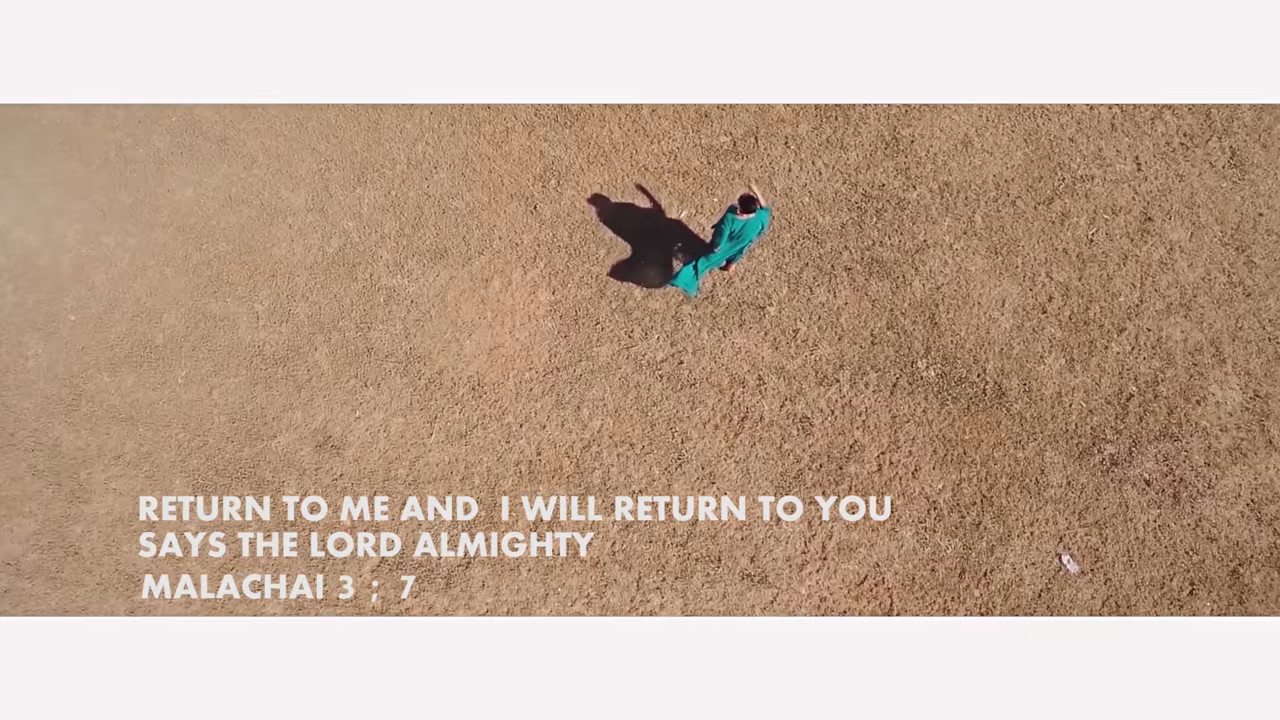 RETURN TO ME AND I WILL RETURN TO YOU
SAYS THE LORD ALMIGHTY
MALACHAI 3 ; 7